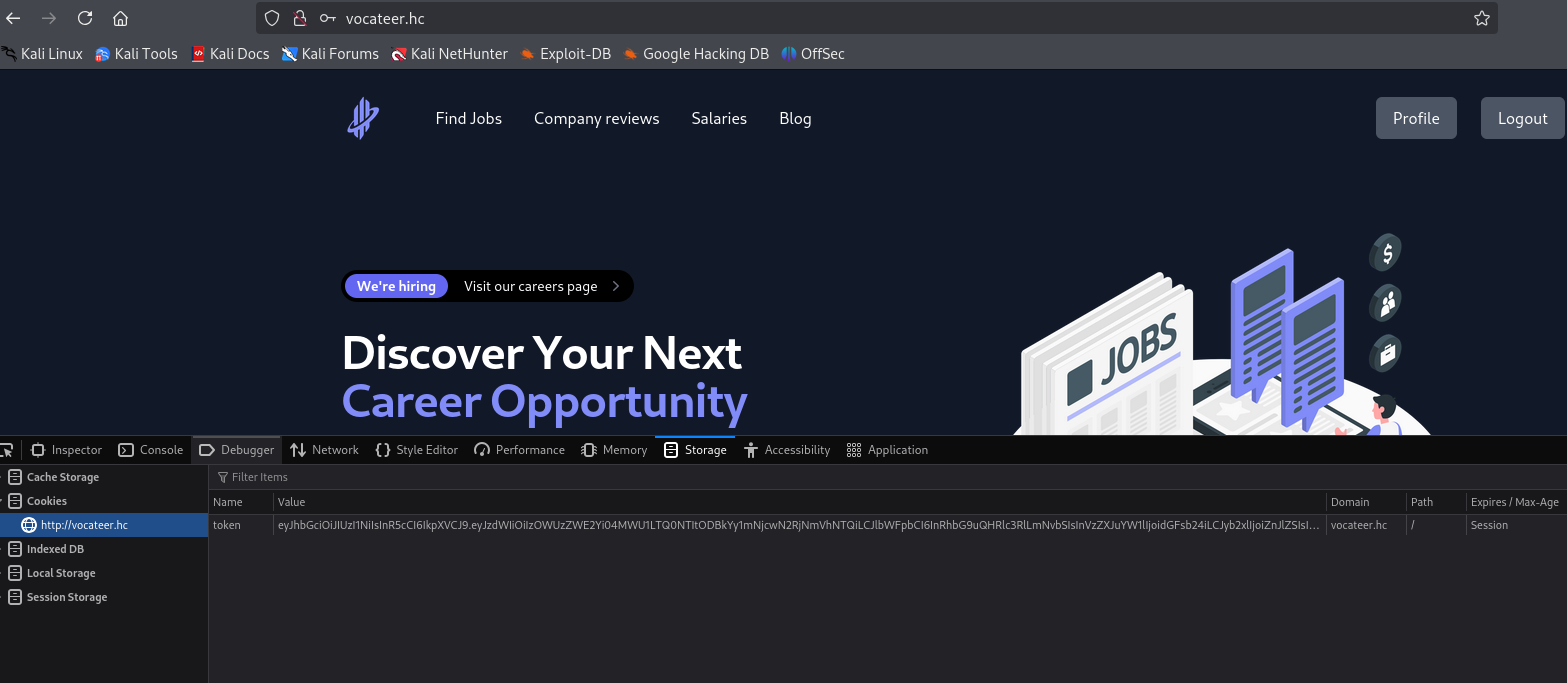 vocateer.hc
Kali Linux Kali Tools Kali Docs Kali Forums Kali NetHunter Exploit-DB Google Hacking DB OffSec
Find Jobs Company reviews Salaries Blog Profile Logout
We're hiring Visit our careers page
Discover Your Next
Career Opportunity
JOBS
$
Inspector Console Debugger Network Style Editor Performance Memory Storage Accessibility Application
Cache Storage
Filter Items
Cookies
Name Value Domain Path Expires / Max-Age
http://vocateer.hc
token vocateer.hc / Session
Indexed DB
Local Storage
Session Storage